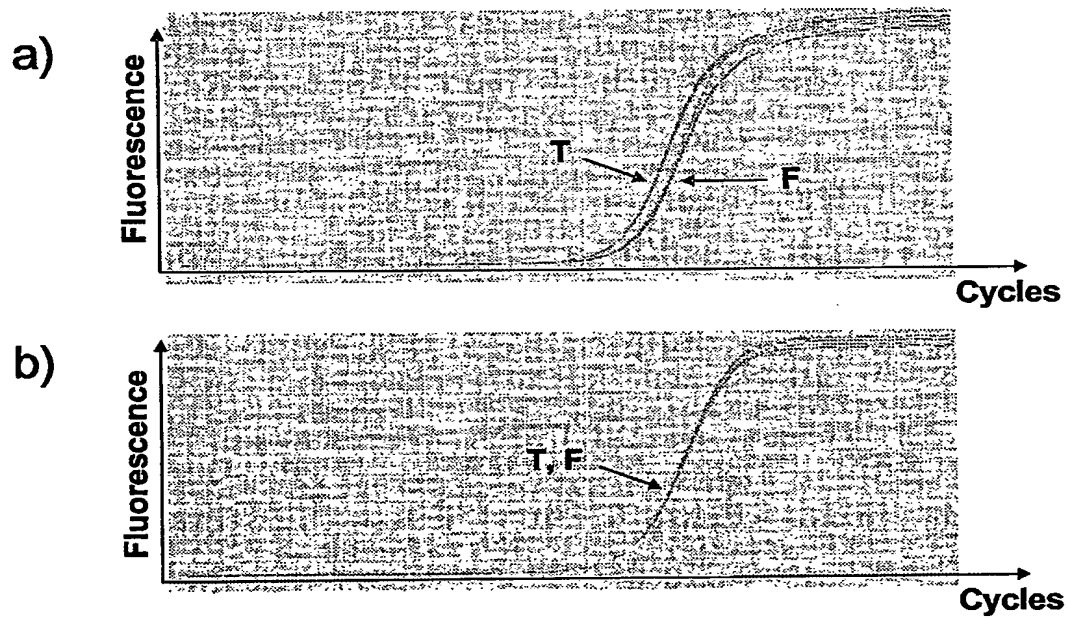 a)
Fluorescence
T
F
Cycles
b)
Fluorescence
T, F
Cycles